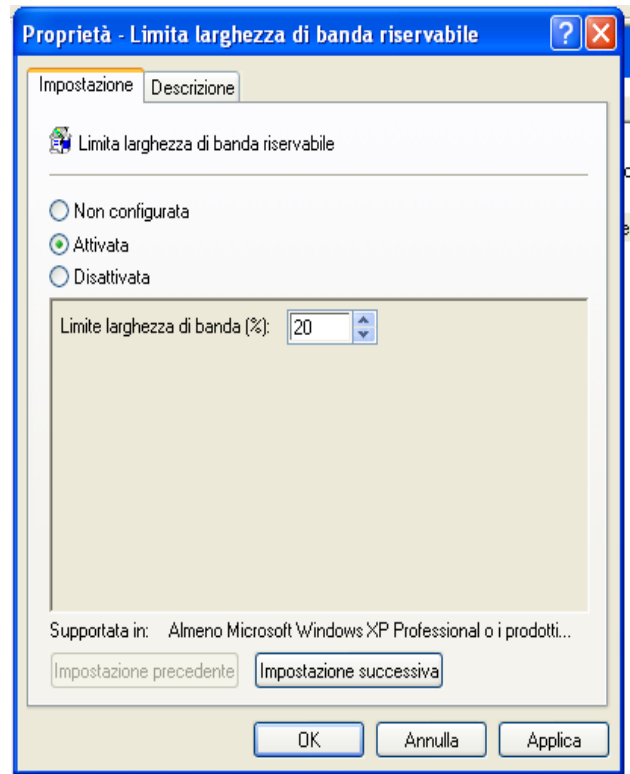 Proprietà - Limita larghezza di banda riservabile
Impostazione Descrizione
Limita larghezza di banda riservabile
Non configurata
Attivata
Disattivata
Limite larghezza di banda (%): 20
Supportata in: Almeno Microsoft Windows XP Professional o i prodotti...
Impostazione precedente Impostazione successiva
OK Annulla Applica